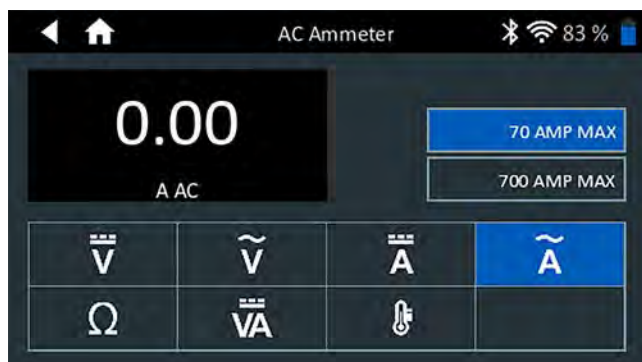 AC Ammeter 83 %
0.00
A AC
70 AMP MAX
700 AMP MAX
V V A A
Ω VA